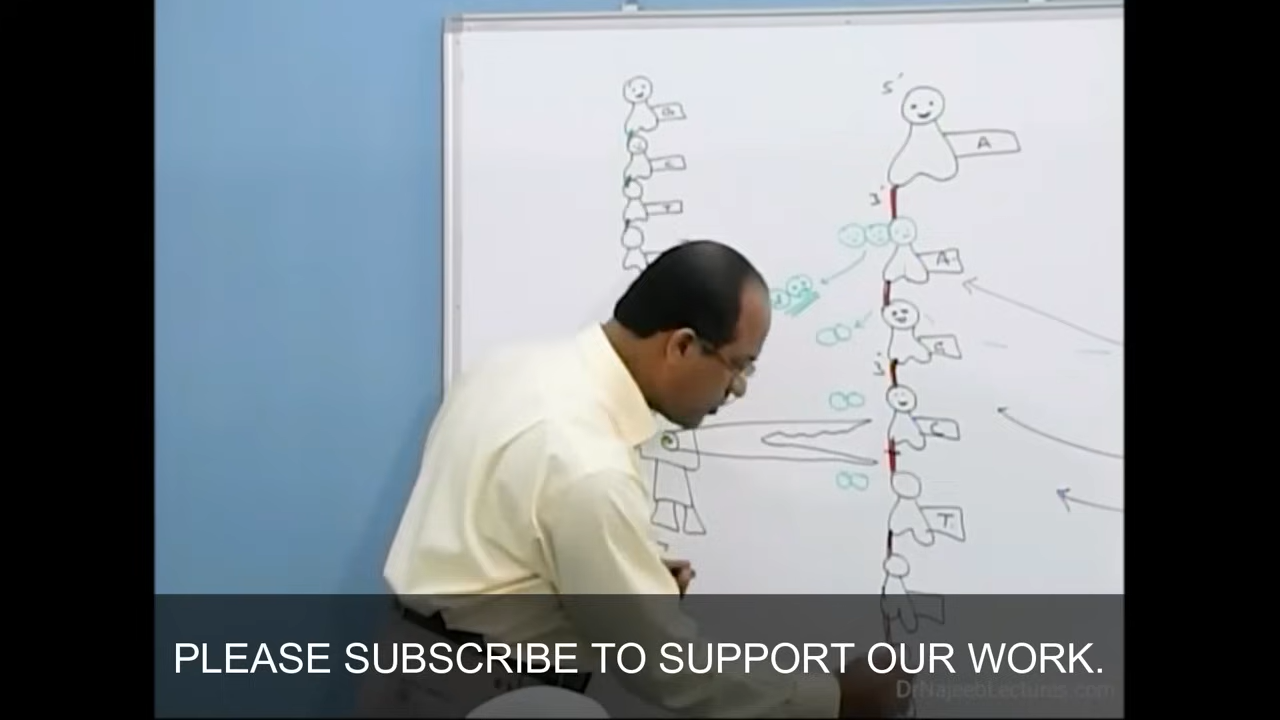 5'
A
3'
A
G
3'
C
T
G
C
T
PLEASE SUBSCRIBE TO SUPPORT OUR WORK.
DrNajeebLectures.com